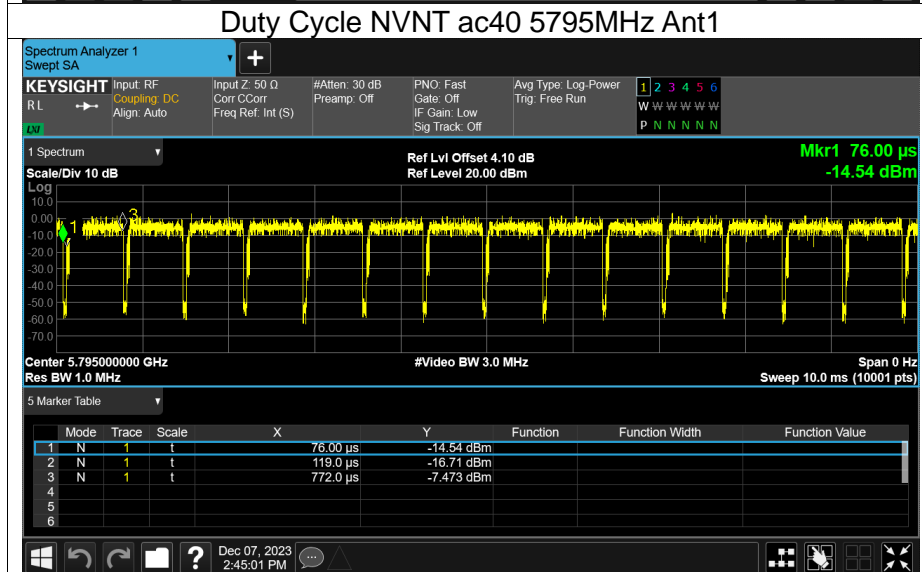 Duty Cycle NVNT ac40 5795MHz Ant1
Spectrum Analyzer 1
Swept SA
+
KEYSIGHT
R L
LXI
Input: RF
Coupling: DC
Align: Auto
Input Z: 50 Ω
Corr CCorr
Freq Ref: Int (S)
#Atten: 30 dB
Preamp: Off
PNO: Fast
Gate: Off
IF Gain: Low
Sig Track: Off
Avg Type: Log-Power
Trig: Free Run
1 2 3 4 5 6
W W W W W W
P N N N N N
1 Spectrum
Scale/Div 10 dB
Ref Lvl Offset 4.10 dB
Ref Level 20.00 dBm
Mkr1 76.00 µs
-14.54 dBm
Log
10.0
0.00
-10.0
-20.0
-30.0
-40.0
-50.0
-60.0
-70.0
1
3
Center 5.795000000 GHz
Res BW 1.0 MHz
#Video BW 3.0 MHz
Span 0 Hz
Sweep 10.0 ms (10001 pts)
5 Marker Table
Mode Trace Scale X Y Function Function Width Function Value
1 N 1 t 76.00 µs -14.54 dBm
2 N 1 t 119.0 µs -16.71 dBm
3 N 1 t 772.0 µs -7.473 dBm
4
5
6
?
Dec 07, 2023
2:45:01 PM